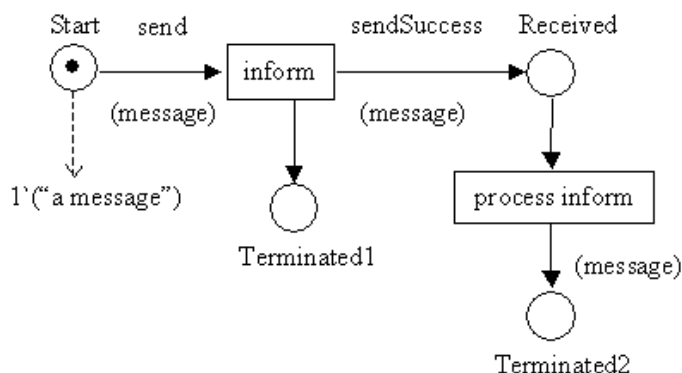 Start
send
sendSuccess
Received
inform
(message)
(message)
1`(“a message”)
process inform
Terminated1
(message)
Terminated2